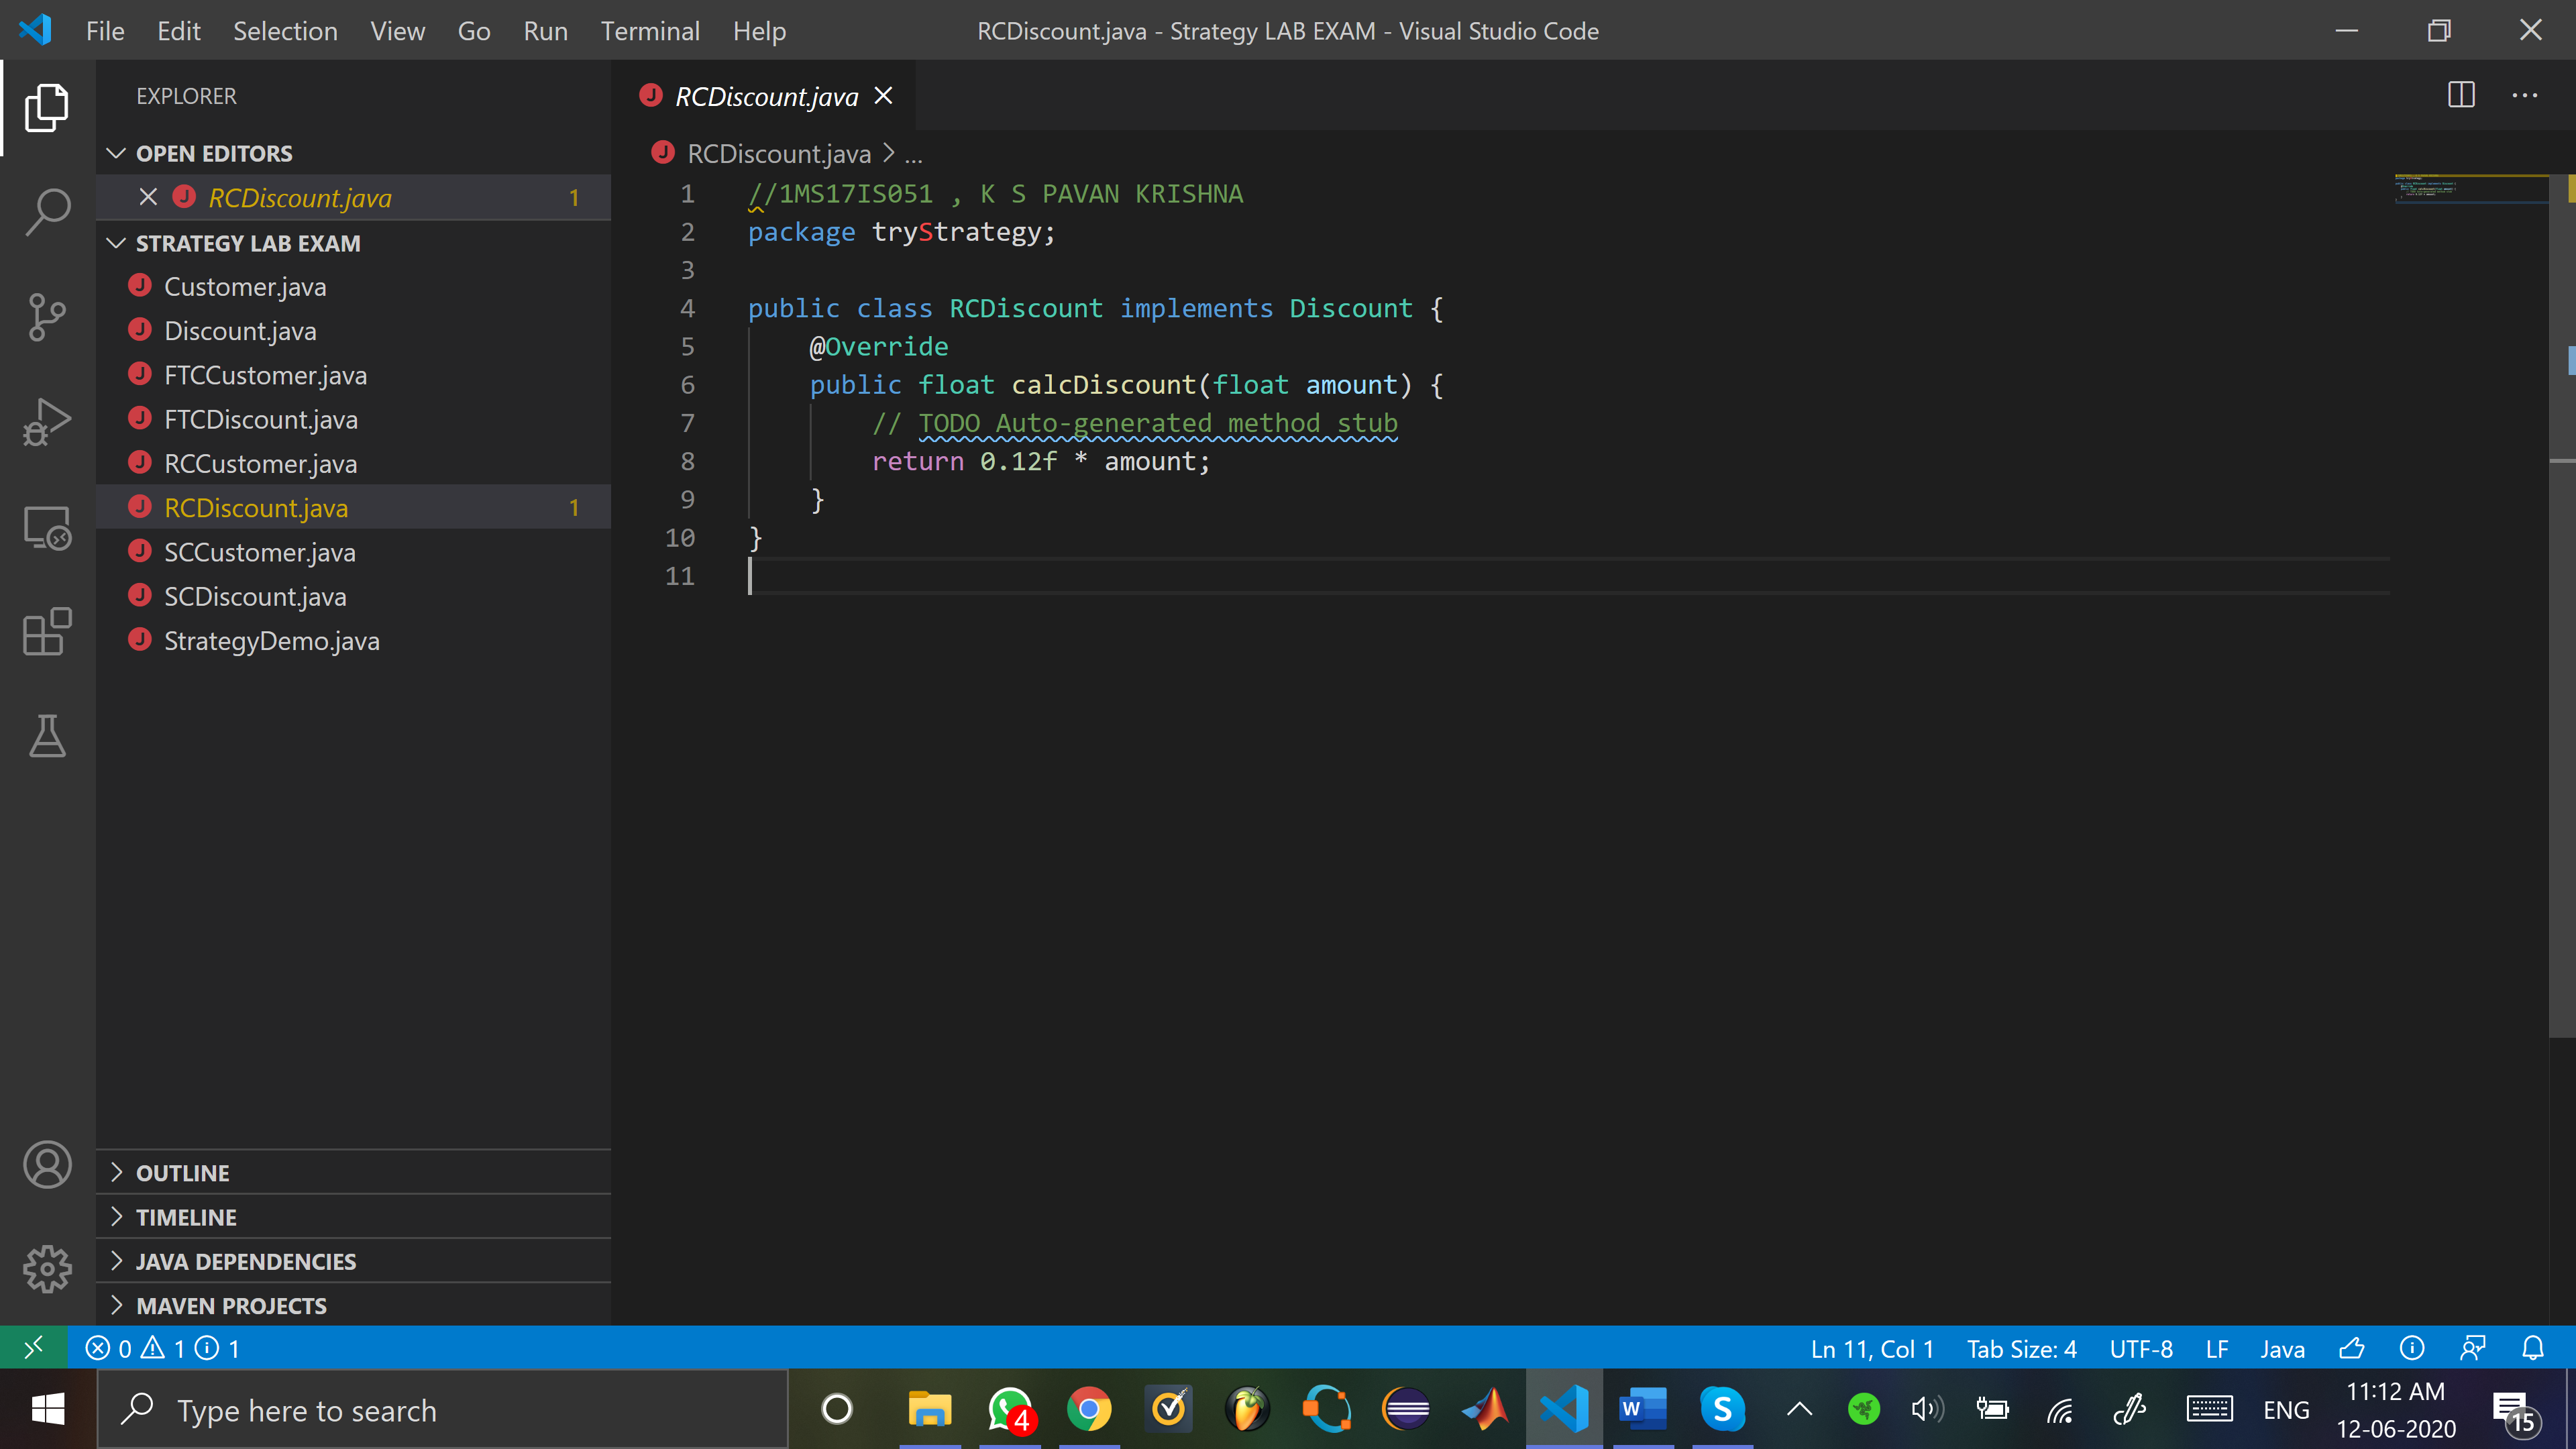 File Edit Selection View Go Run Terminal Help
RCDiscount.java - Strategy LAB EXAM - Visual Studio Code
EXPLORER
OPEN EDITORS
RCDiscount.java 1
STRATEGY LAB EXAM
Customer.java
Discount.java
FTCCustomer.java
FTCDiscount.java
RCCustomer.java
RCDiscount.java 1
SCCustomer.java
SCDiscount.java
StrategyDemo.java
OUTLINE
TIMELINE
JAVA DEPENDENCIES
MAVEN PROJECTS
RCDiscount.java
RCDiscount.java > ...
1 //1MS17IS051 , K S PAVAN KRISHNA
2 package tryStrategy;
3
4 public class RCDiscount implements Discount {
5 @Override
6 public float calcDiscount(float amount) {
7 // TODO Auto-generated method stub
8 return 0.12f * amount;
9 }
10 }
11
0 1 1
Ln 11, Col 1 Tab Size: 4 UTF-8 LF Java
Type here to search
4
ENG
11:12 AM
12-06-2020
15